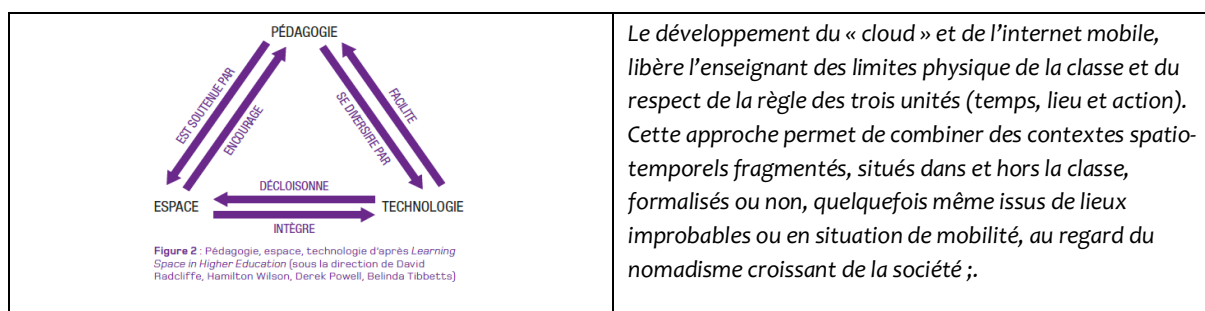 PÉDAGOGIE
EST SOUTENUE PAR
ENCOURAGE
FACILITE
SE DIVERSIRE PAR
DÉCLOISONNE
ESPACE
TECHNOLOGIE
INTÈGRE
Figure 2 : Pédagogie, espace, technologie d'après Learning
Space in Higher Education (sous la direction de David
Radcliffe, Hamilton Wilson, Derek Powell, Belinda Tibbetts)
Le développement du « cloud » et de l'internet mobile,
libère l'enseignant des limites physique de la classe et du
respect de la règle des trois unités (temps, lieu et action).
Cette approche permet de combiner des contextes spatio-
temporels fragmentés, situés dans et hors la classe,
formalisés ou non, quelquefois même issus de lieux
improbables ou en situation de mobilité, au regard du
nomadisme croissant de la société ;.